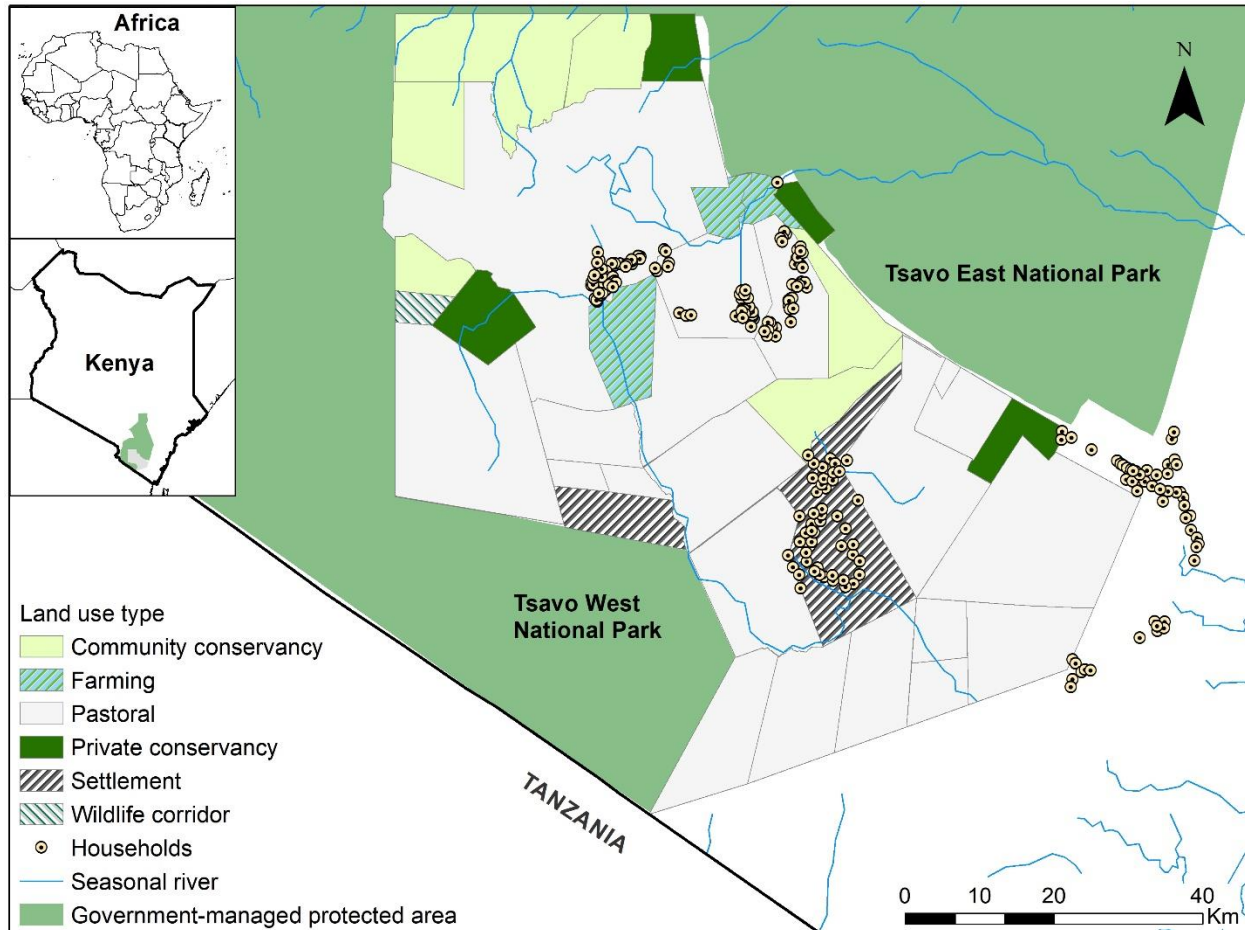 Africa
Kenya
N
Tsavo East National Park
Tsavo West
National Park
TANZANIA
Land use type
Community conservancy
Farming
Pastoral
Private conservancy
Settlement
Wildlife corridor
Households
Seasonal river
Government-managed protected area
0 10 20 40
Km